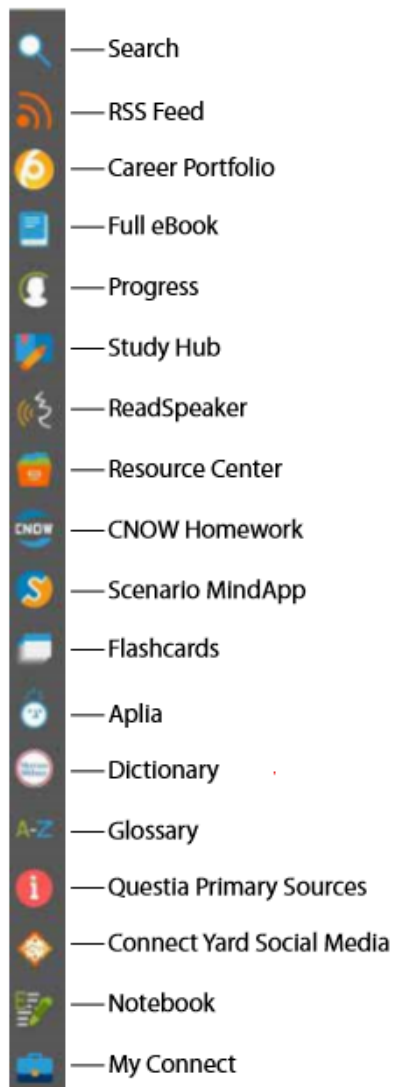 Search
RSS Feed
Career Portfolio
Full eBook
Progress
Study Hub
ReadSpeaker
Resource Center
CNOW
CNOW Homework
Scenario MindApp
Flashcards
Aplia
Dictionary
A-Z
Glossary
Questia Primary Sources
Connect Yard Social Media
Notebook
My Connect